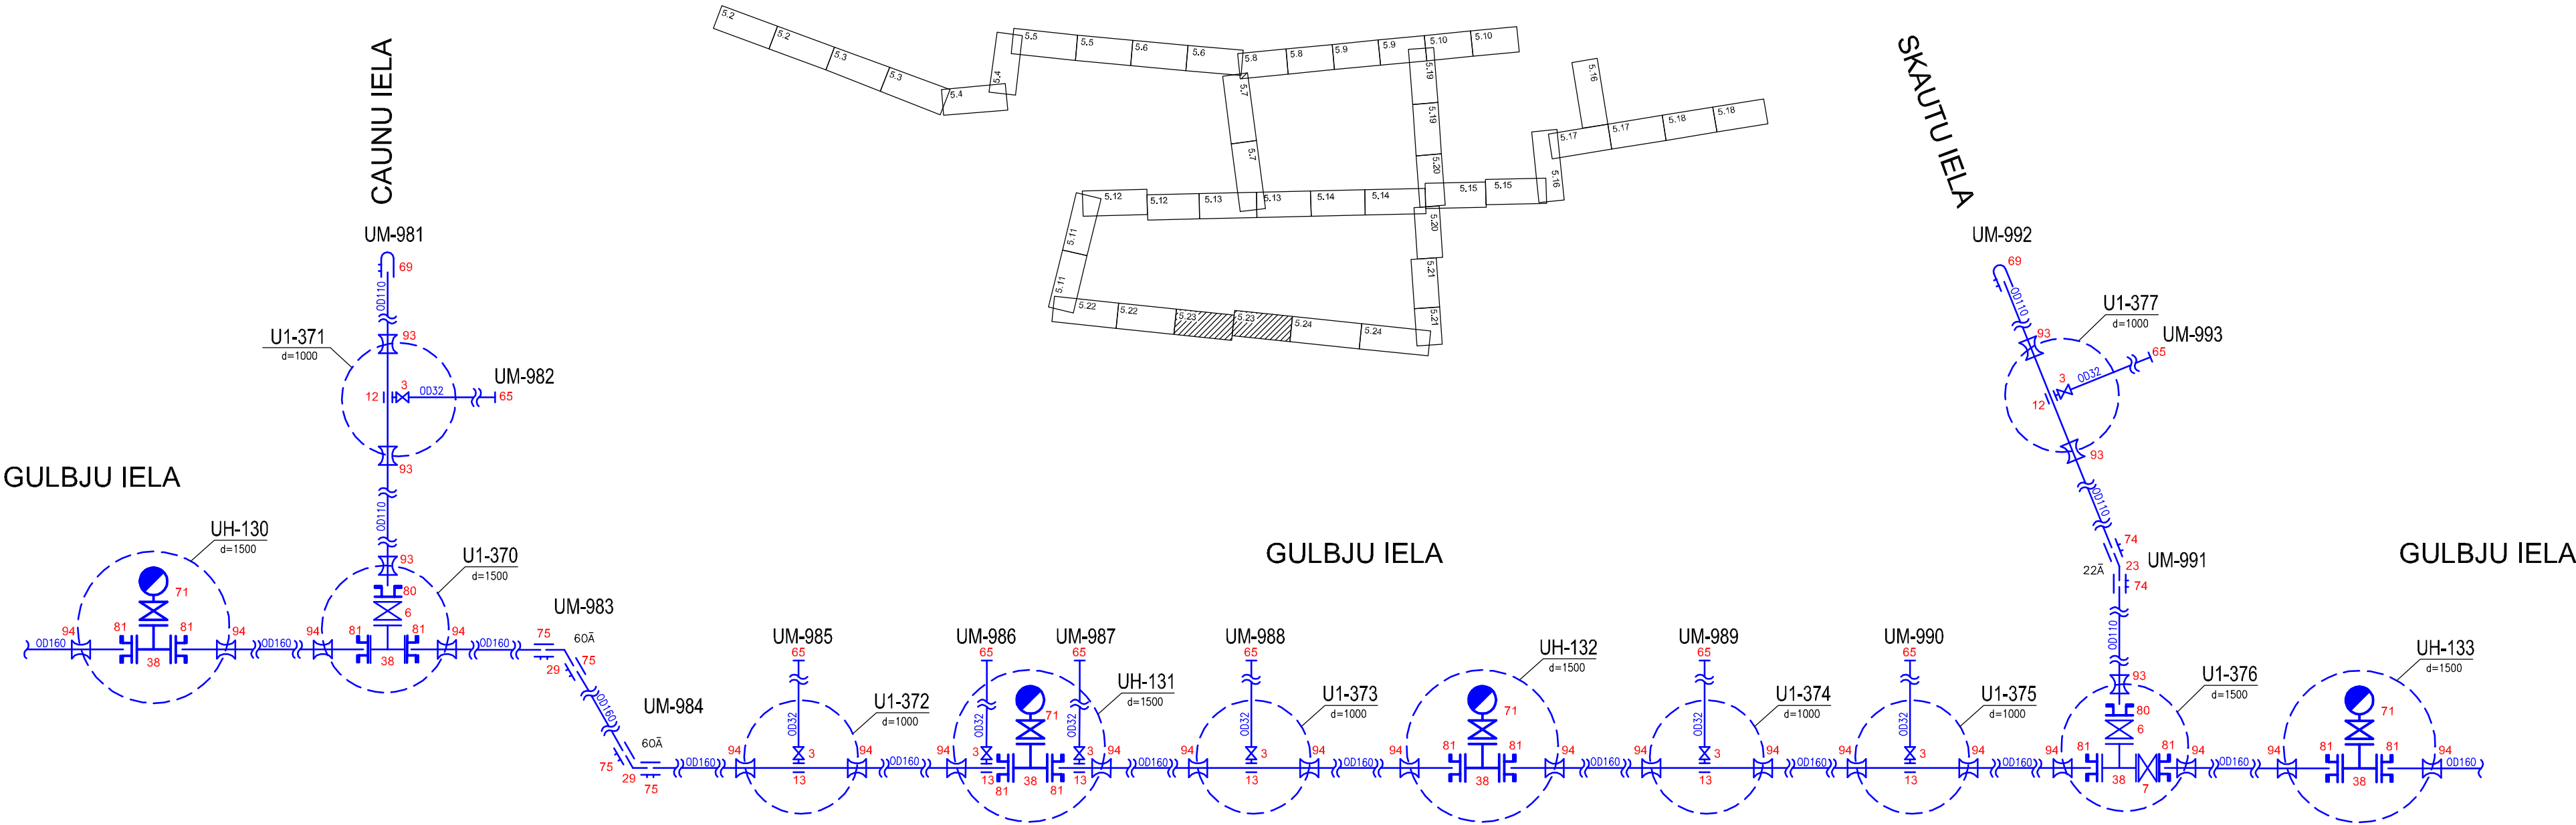 5.2
5.2
5.3
5.3
5.4
5.4
5.5
5.5
5.6
5.6
5.7
5.7
5.8
5.8
5.9
5.9
5.10
5.10
5.19
5.19
5.20
5.16
5.17
5.17
5.18
5.18
5.16
5.12
5.12
5.13
5.13
5.14
5.14
5.15
5.15
5.20
5.21
5.21
5.11
5.11
5.22
5.22
5.23
5.23
5.24
5.24
CAUNU IELA
UM-981
69
OD110
U1-371
d=1000
93
12
3
OD32
UM-982
65
93
OD110
GULBJU IELA
UH-130
d=1500
71
OD160
94
81
81
38
94
OD160
U1-370
d=1500
93
80
6
94
81
81
38
94
OD160
UM-983
75
60Ā
29
75
OD160
UM-984
60Ā
75
29
75
OD160
UM-985
65
OD32
U1-372
d=1000
94
3
13
94
OD160
UM-986
65
OD32
UM-987
65
OD32
UH-131
d=1500
71
94
3
13
81
38
81
3
13
94
OD160
GULBJU IELA
UM-988
65
OD32
U1-373
d=1000
94
3
13
94
OD160
UH-132
d=1500
71
94
81
81
38
94
OD160
UM-989
65
OD32
U1-374
d=1000
94
3
13
94
OD160
UM-990
65
OD32
U1-375
d=1000
94
3
13
94
OD160
SKAUTU IELA
UM-992
69
OD110
U1-377
d=1000
93
UM-993
65
3
OD32
12
93
OD110
74
23
22Ā
UM-991
74
OD110
93
U1-376
d=1500
80
6
94
81
81
38
7
94
OD160
GULBJU IELA
UH-133
d=1500
71
94
81
81
38
94
OD160